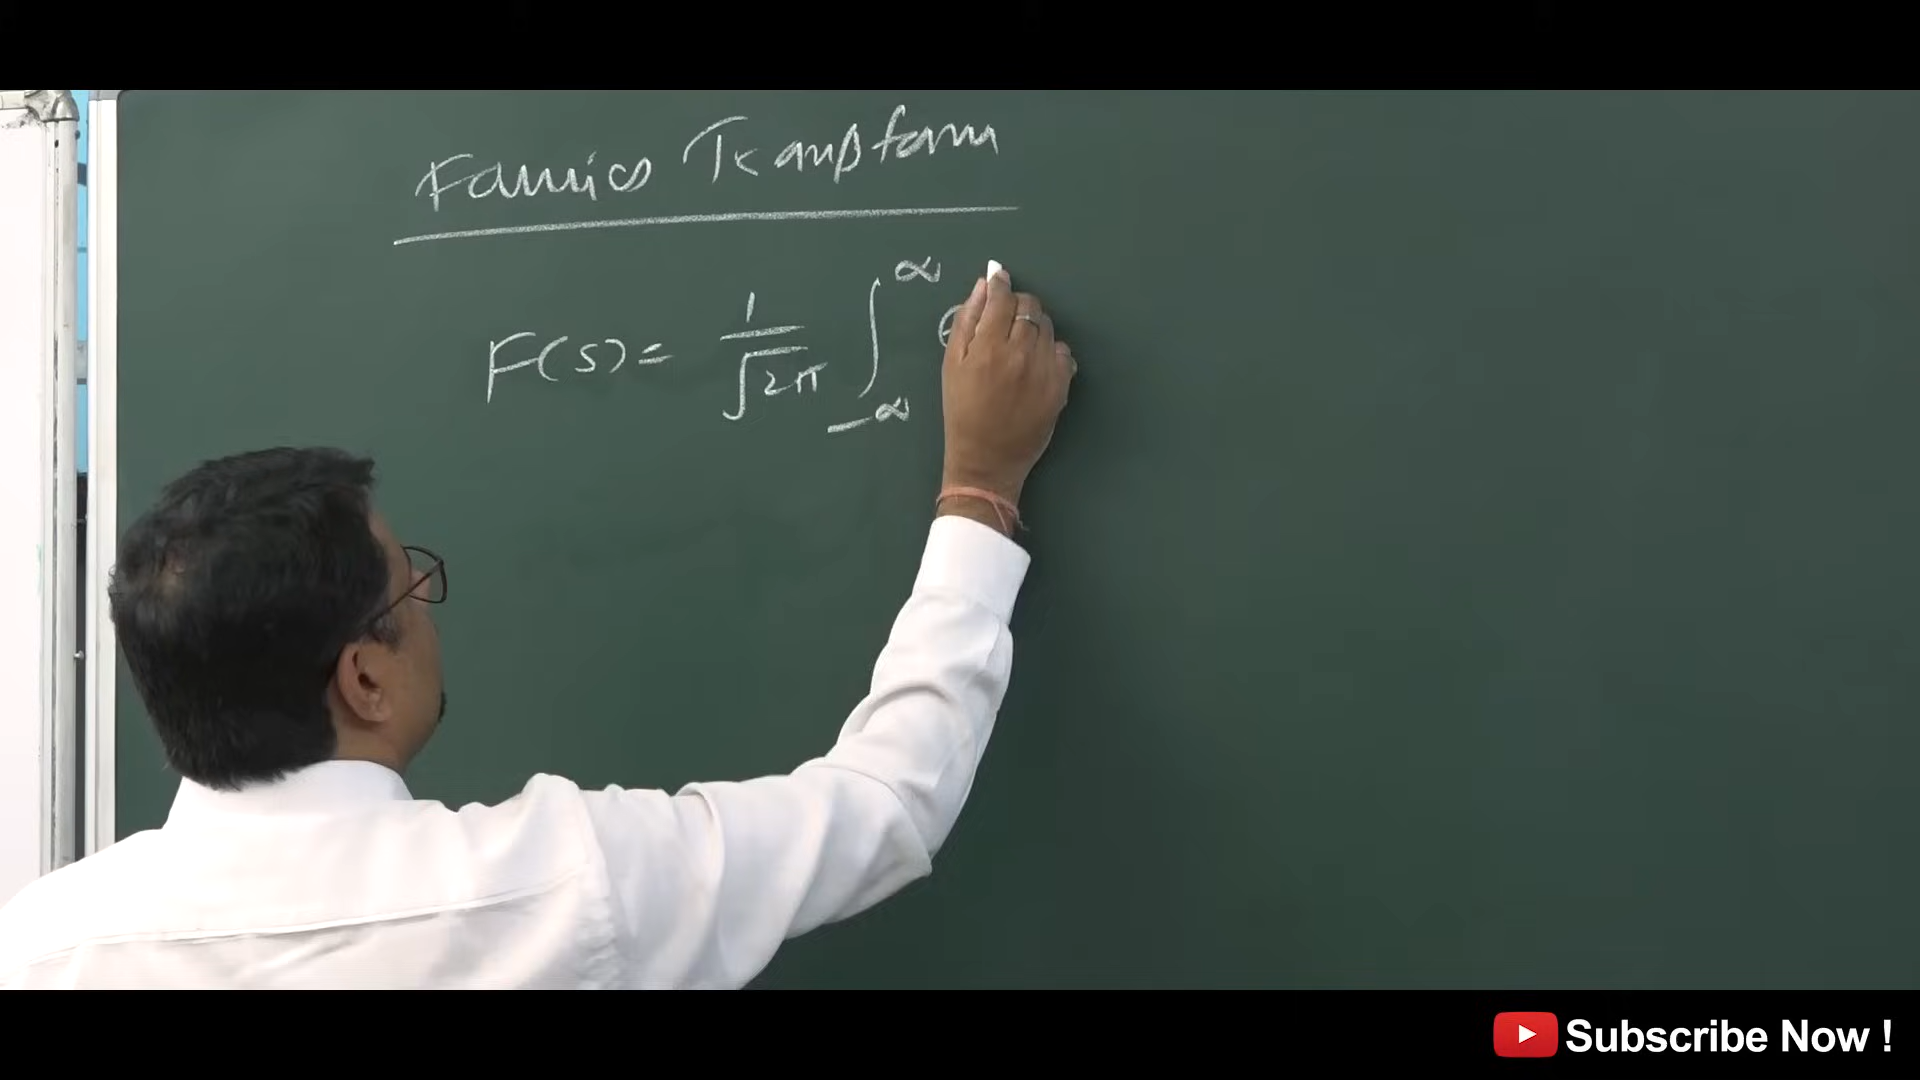 Fourier Transform
F(s) = 1/√2π ∫_-∞^∞ e
Subscribe Now !